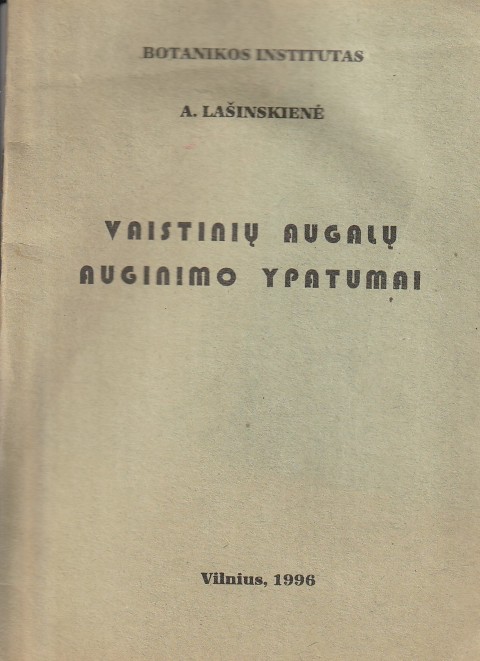 BOTANIKOS INSTITUTAS
A. LAŠINSKIENĖ
VAISTINIŲ AUGALŲ
AUGINIMO YPATUMAI
Vilnius, 1996